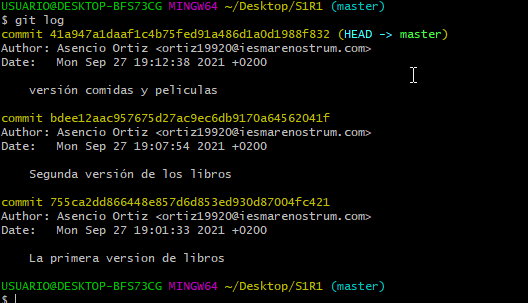 USUARIO@DESKTOP-BFS73CG MINGW64 ~/Desktop/S1R1 (master)
$ git log
commit 41a947a1daaf1c4b75fed91a486d1a0d1988f832 (HEAD -> master)
Author: Asencio Ortiz <ortiz19920@iesmarenostrum.com>
Date:   Mon Sep 27 19:12:38 2021 +0200
versión comidas y peliculas
commit bdee12aac957675d27ac9ec6db9170a64562041f
Author: Asencio Ortiz <ortiz19920@iesmarenostrum.com>
Date:   Mon Sep 27 19:07:54 2021 +0200
Segunda versión de los libros
commit 755ca2dd866448e857d6d853ed930d87004fc421
Author: Asencio Ortiz <ortiz19920@iesmarenostrum.com>
Date:   Mon Sep 27 19:01:33 2021 +0200
La primera version de libros
USUARIO@DESKTOP-BFS73CG MINGW64 ~/Desktop/S1R1 (master)
$